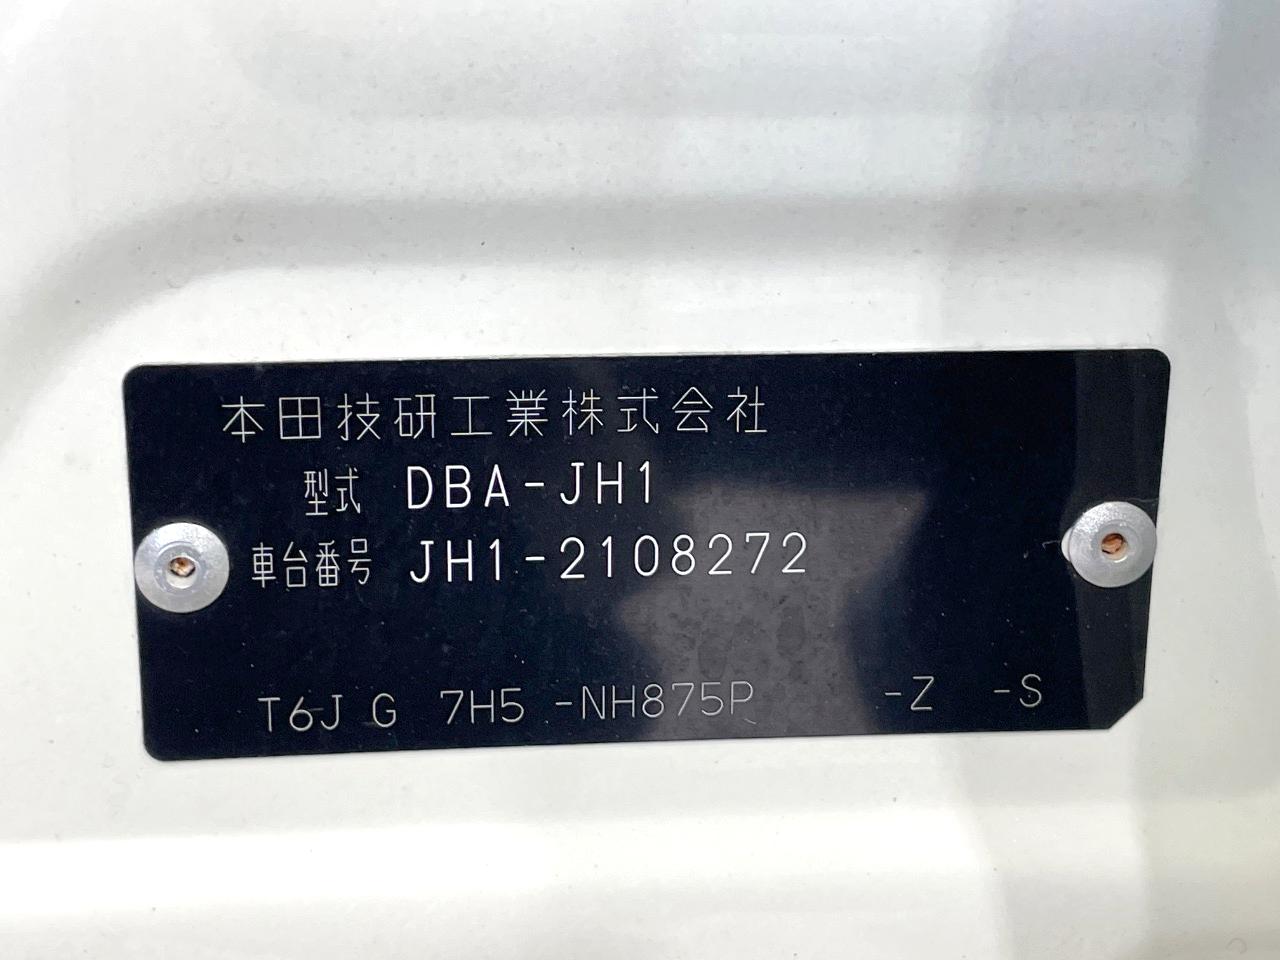 本田技研工業株式会社
型式 DBA-JH1
車台番号 JH1-2108272
T6J G 7H5 -NH875P -Z -S